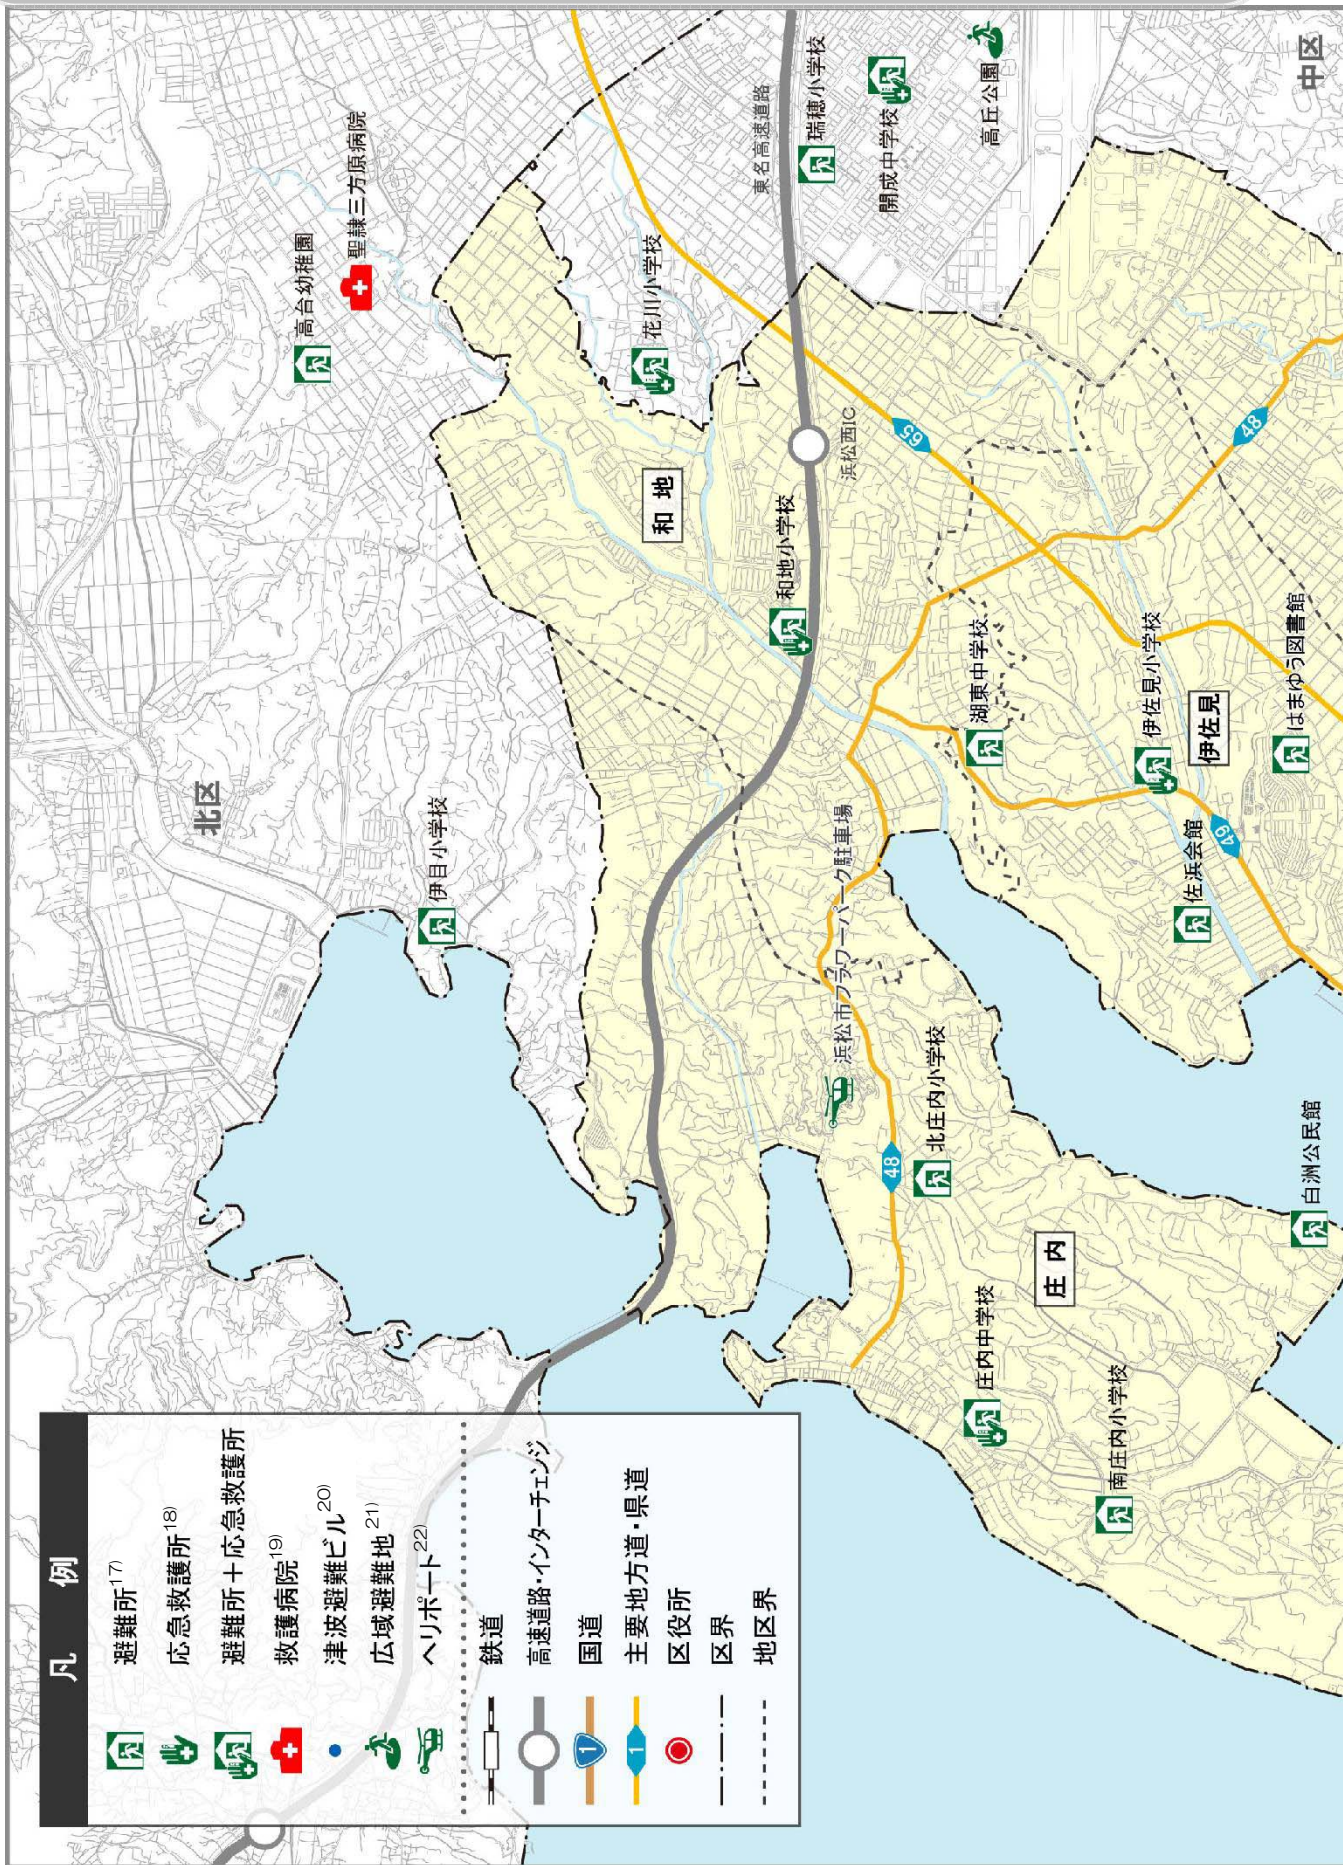 凡 例
避難所17)
応急救護所18)
避難所＋応急救護所
救護病院19)
津波避難ビル20)
広域避難地21)
ヘリポート22)
鉄道
高速道路・インターチェンジ
1
国道
1
主要地方道・県道
区役所
区界
地区界
北区
高台幼稚園
聖隷三方原病院
伊目小学校
花川小学校
和 地
東名高速道路
瑞穂小学校
開成中学校
高丘公園
中区
浜松西IC
和地小学校
65
48
湖東中学校
伊佐見小学校
伊佐見
はまゆう図書館
49
佐浜会館
浜松市フラワーパーク駐車場
48
北庄内小学校
庄 内
白洲公民館
庄内中学校
南庄内小学校